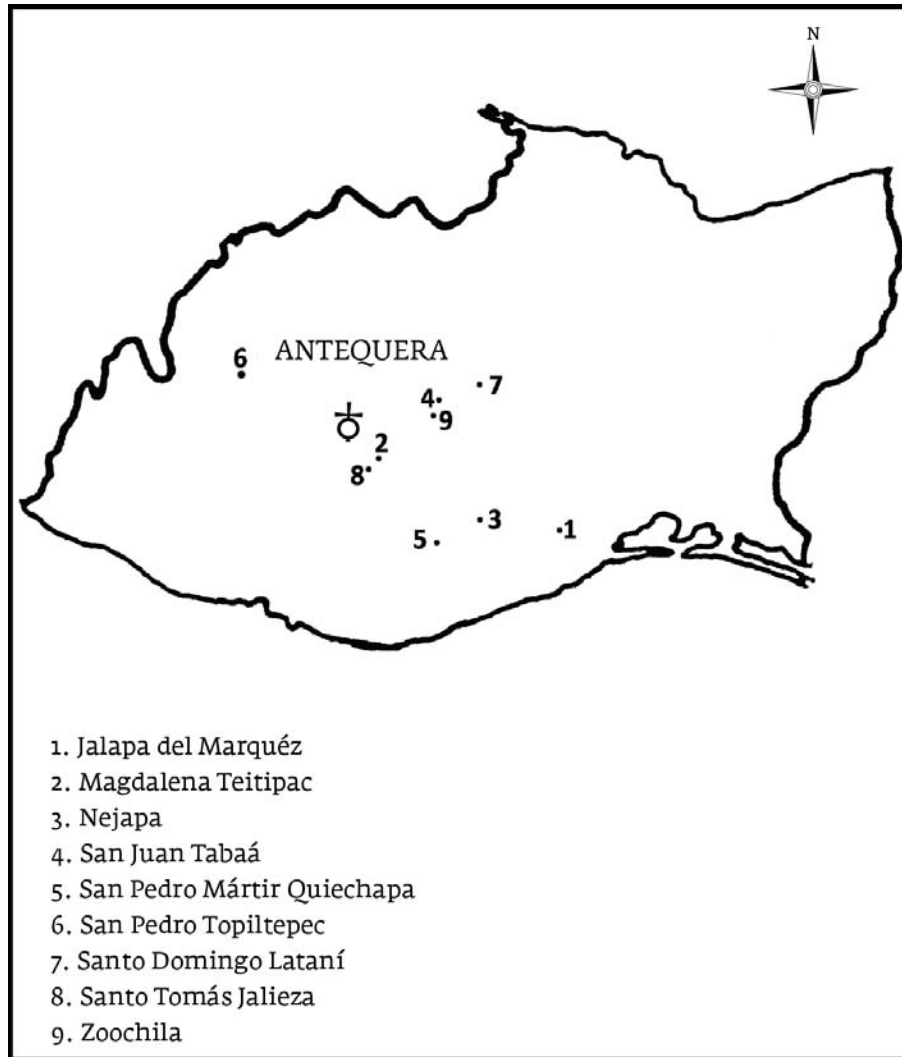 N
6 ANTEQUERA
4 7
9
2
8
3 1
5
1. Jalapa del Marquéz
2. Magdalena Teitipac
3. Nejapa
4. San Juan Tabaá
5. San Pedro Mártir Quiechapa
6. San Pedro Topiltepec
7. Santo Domingo Lataní
8. Santo Tomás Jalieza
9. Zoochila